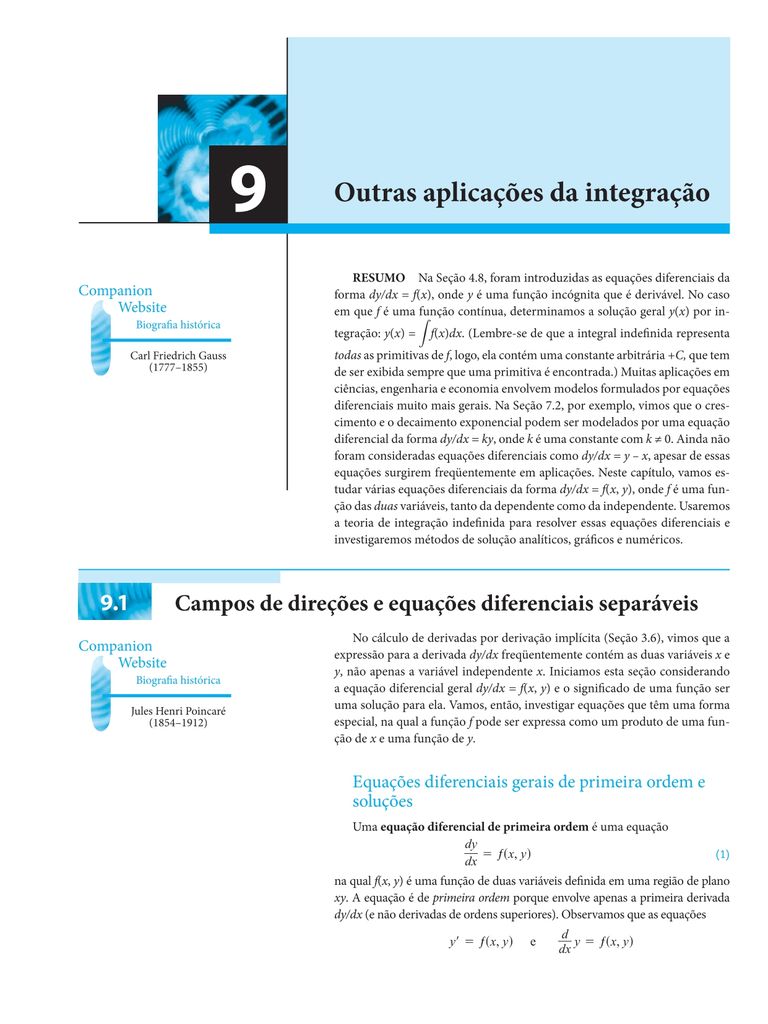 9
Outras aplicações da integração
Companion
Website
Biografia histórica
Carl Friedrich Gauss
(1777–1855)
RESUMO Na Seção 4.8, foram introduzidas as equações diferenciais da
forma dy/dx = f(x), onde y é uma função incógnita que é derivável. No caso
em que f é uma função contínua, determinamos a solução geral y(x) por in-
tegração: y(x) = ∫f(x)dx. (Lembre-se de que a integral indefinida representa
todas as primitivas de f, logo, ela contém uma constante arbitrária +C, que tem
de ser exibida sempre que uma primitiva é encontrada.) Muitas aplicações em
ciências, engenharia e economia envolvem modelos formulados por equações
diferenciais muito mais gerais. Na Seção 7.2, por exemplo, vimos que o cres-
cimento e o decaimento exponencial podem ser modelados por uma equação
diferencial da forma dy/dx = ky, onde k é uma constante com k ≠ 0. Ainda não
foram consideradas equações diferenciais como dy/dx = y – x, apesar de essas
equações surgirem freqüentemente em aplicações. Neste capítulo, vamos es-
tudar várias equações diferenciais da forma dy/dx = f(x, y), onde f é uma fun-
ção das duas variáveis, tanto da dependente como da independente. Usaremos
a teoria de integração indefinida para resolver essas equações diferenciais e
investigaremos métodos de solução analíticos, gráficos e numéricos.
9.1 Campos de direções e equações diferenciais separáveis
Companion
Website
Biografia histórica
Jules Henri Poincaré
(1854–1912)
No cálculo de derivadas por derivação implícita (Seção 3.6), vimos que a
expressão para a derivada dy/dx freqüentemente contém as duas variáveis x e
y, não apenas a variável independente x. Iniciamos esta seção considerando
a equação diferencial geral dy/dx = f(x, y) e o significado de uma função ser
uma solução para ela. Vamos, então, investigar equações que têm uma forma
especial, na qual a função f pode ser expressa como um produto de uma fun-
ção de x e uma função de y.
Equações diferenciais gerais de primeira ordem e
soluções
Uma equação diferencial de primeira ordem é uma equação
dy/dx = f(x, y) (1)
na qual f(x, y) é uma função de duas variáveis definida em uma região de plano
xy. A equação é de primeira ordem porque envolve apenas a primeira derivada
dy/dx (e não derivadas de ordens superiores). Observamos que as equações
y′ = f(x, y) e d/dx y = f(x, y)